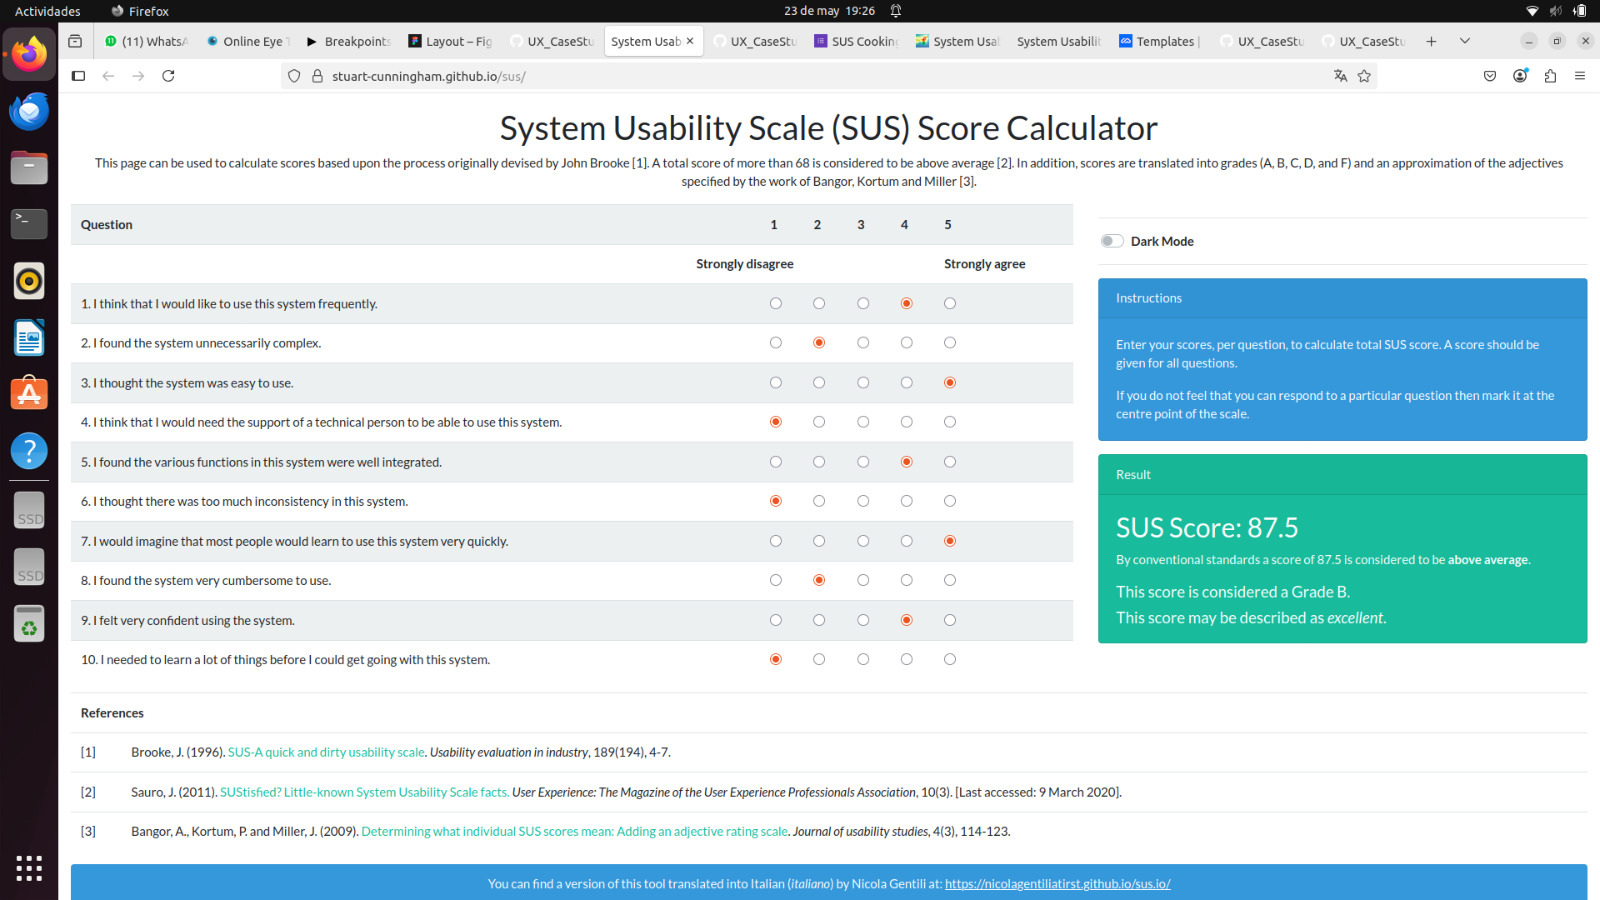 Actividades
Firefox
23 de may 19:26
(11) WhatsA
Online Eye T
Breakpoints
Layout – Fig
UX_CaseStu
System Usab
UX_CaseStu
SUS Cooking
System Usal
System Usabilit
Templates |
UX_CaseStu
UX_CaseStu
stuart-cunningham.github.io/sus/
System Usability Scale (SUS) Score Calculator
This page can be used to calculate scores based upon the process originally devised by John Brooke [1]. A total score of more than 68 is considered to be above average [2]. In addition, scores are translated into grades (A, B, C, D, and F) and an approximation of the adjectives
specified by the work of Bangor, Kortum and Miller [3].
Question 1 2 3 4 5
Strongly disagree Strongly agree
1. I think that I would like to use this system frequently.
2. I found the system unnecessarily complex.
3. I thought the system was easy to use.
4. I think that I would need the support of a technical person to be able to use this system.
5. I found the various functions in this system were well integrated.
6. I thought there was too much inconsistency in this system.
7. I would imagine that most people would learn to use this system very quickly.
8. I found the system very cumbersome to use.
9. I felt very confident using the system.
10. I needed to learn a lot of things before I could get going with this system.
Dark Mode
Instructions
Enter your scores, per question, to calculate total SUS score. A score should be
given for all questions.
If you do not feel that you can respond to a particular question then mark it at the
centre point of the scale.
Result
SUS Score: 87.5
By conventional standards a score of 87.5 is considered to be above average.
This score is considered a Grade B.
This score may be described as excellent.
References
[1] Brooke, J. (1996). SUS-A quick and dirty usability scale. Usability evaluation in industry, 189(194), 4-7.
[2] Sauro, J. (2011). SUStisfied? Little-known System Usability Scale facts. User Experience: The Magazine of the User Experience Professionals Association, 10(3). [Last accessed: 9 March 2020].
[3] Bangor, A., Kortum, P. and Miller, J. (2009). Determining what individual SUS scores mean: Adding an adjective rating scale. Journal of usability studies, 4(3), 114-123.
You can find a version of this tool translated into Italian (italiano) by Nicola Gentili at: https://nicolagentiliatirst.github.io/sus.io/
SSD
SSD